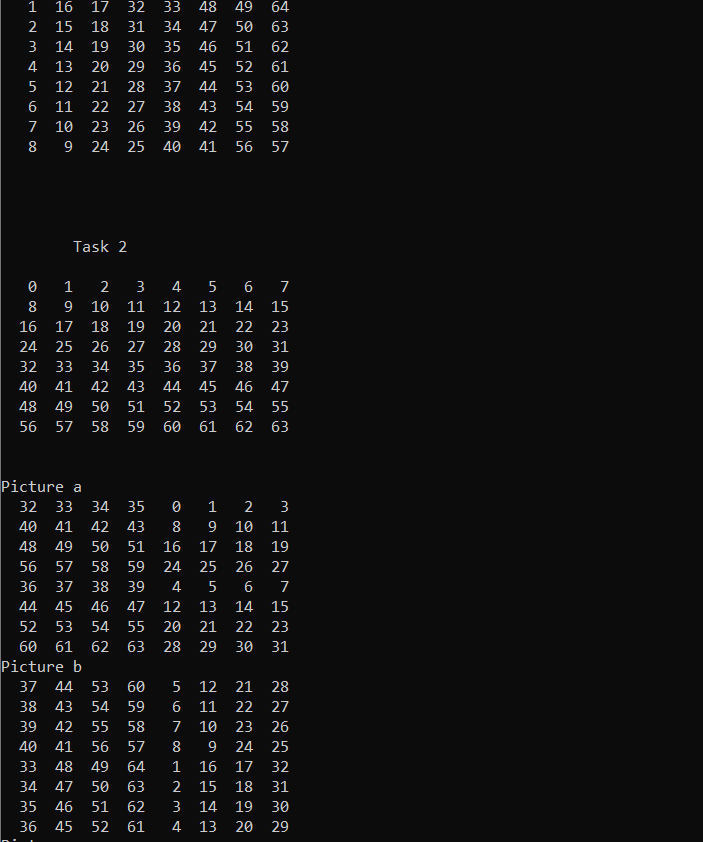 1 16 17 32 33 48 49 64
2 15 18 31 34 47 50 63
3 14 19 30 35 46 51 62
4 13 20 29 36 45 52 61
5 12 21 28 37 44 53 60
6 11 22 27 38 43 54 59
7 10 23 26 39 42 55 58
8 9 24 25 40 41 56 57
Task 2
0 1 2 3 4 5 6 7
8 9 10 11 12 13 14 15
16 17 18 19 20 21 22 23
24 25 26 27 28 29 30 31
32 33 34 35 36 37 38 39
40 41 42 43 44 45 46 47
48 49 50 51 52 53 54 55
56 57 58 59 60 61 62 63
Picture a
32 33 34 35 0 1 2 3
40 41 42 43 8 9 10 11
48 49 50 51 16 17 18 19
56 57 58 59 24 25 26 27
36 37 38 39 4 5 6 7
44 45 46 47 12 13 14 15
52 53 54 55 20 21 22 23
60 61 62 63 28 29 30 31
Picture b
37 44 53 60 5 12 21 28
38 43 54 59 6 11 22 27
39 42 55 58 7 10 23 26
40 41 56 57 8 9 24 25
33 48 49 64 1 16 17 32
34 47 50 63 2 15 18 31
35 46 51 62 3 14 19 30
36 45 52 61 4 13 20 29